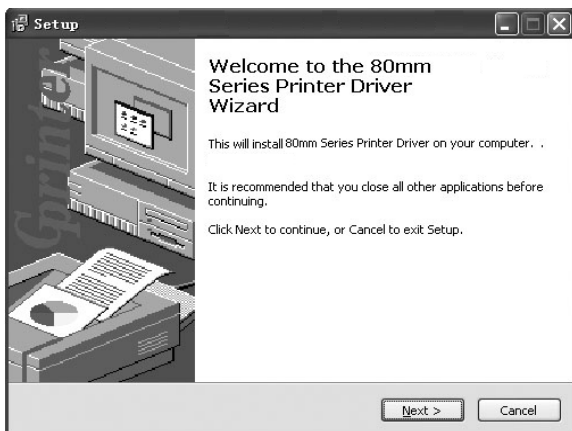 Setup
Gprinter
Welcome to the 80mm
Series Printer Driver
Wizard
This will install 80mm Series Printer Driver on your computer. .
It is recommended that you close all other applications before
continuing.
Click Next to continue, or Cancel to exit Setup.
Next >
Cancel